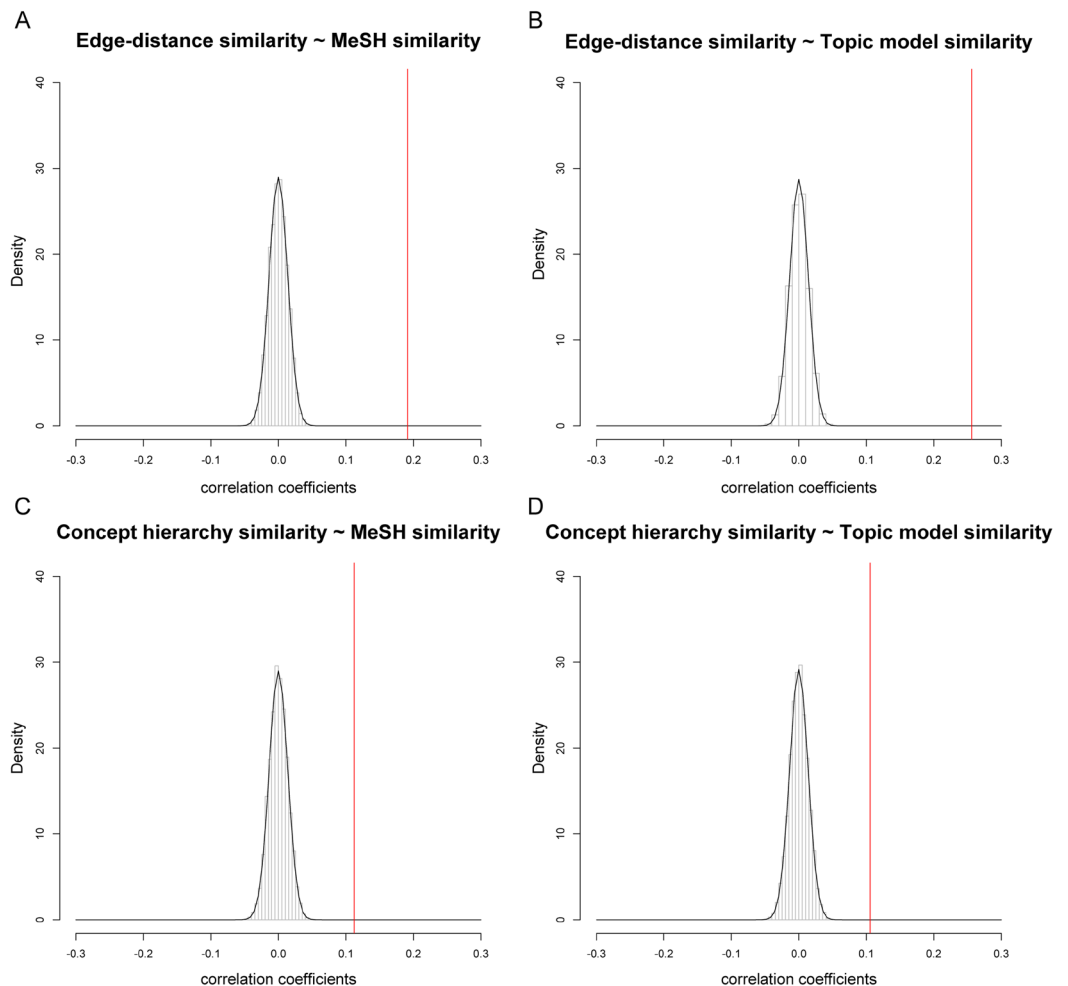 A
Edge-distance similarity ~ MeSH similarity
40
30
20
10
0
Density
-0.3 -0.2 -0.1 0.0 0.1 0.2 0.3
correlation coefficients
B
Edge-distance similarity ~ Topic model similarity
40
30
20
10
0
Density
-0.3 -0.2 -0.1 0.0 0.1 0.2 0.3
correlation coefficients
C
Concept hierarchy similarity ~ MeSH similarity
40
30
20
10
0
Density
-0.3 -0.2 -0.1 0.0 0.1 0.2 0.3
correlation coefficients
D
Concept hierarchy similarity ~ Topic model similarity
40
30
20
10
0
Density
-0.3 -0.2 -0.1 0.0 0.1 0.2 0.3
correlation coefficients